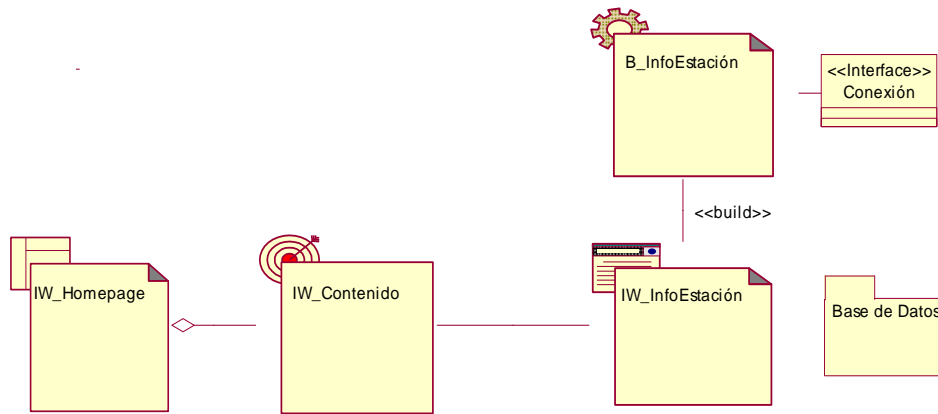 B_InfoEstación
<<Interface>>
Conexión
<<build>>
IW_Homepage
IW_Contenido
IW_InfoEstación
Base de Datos